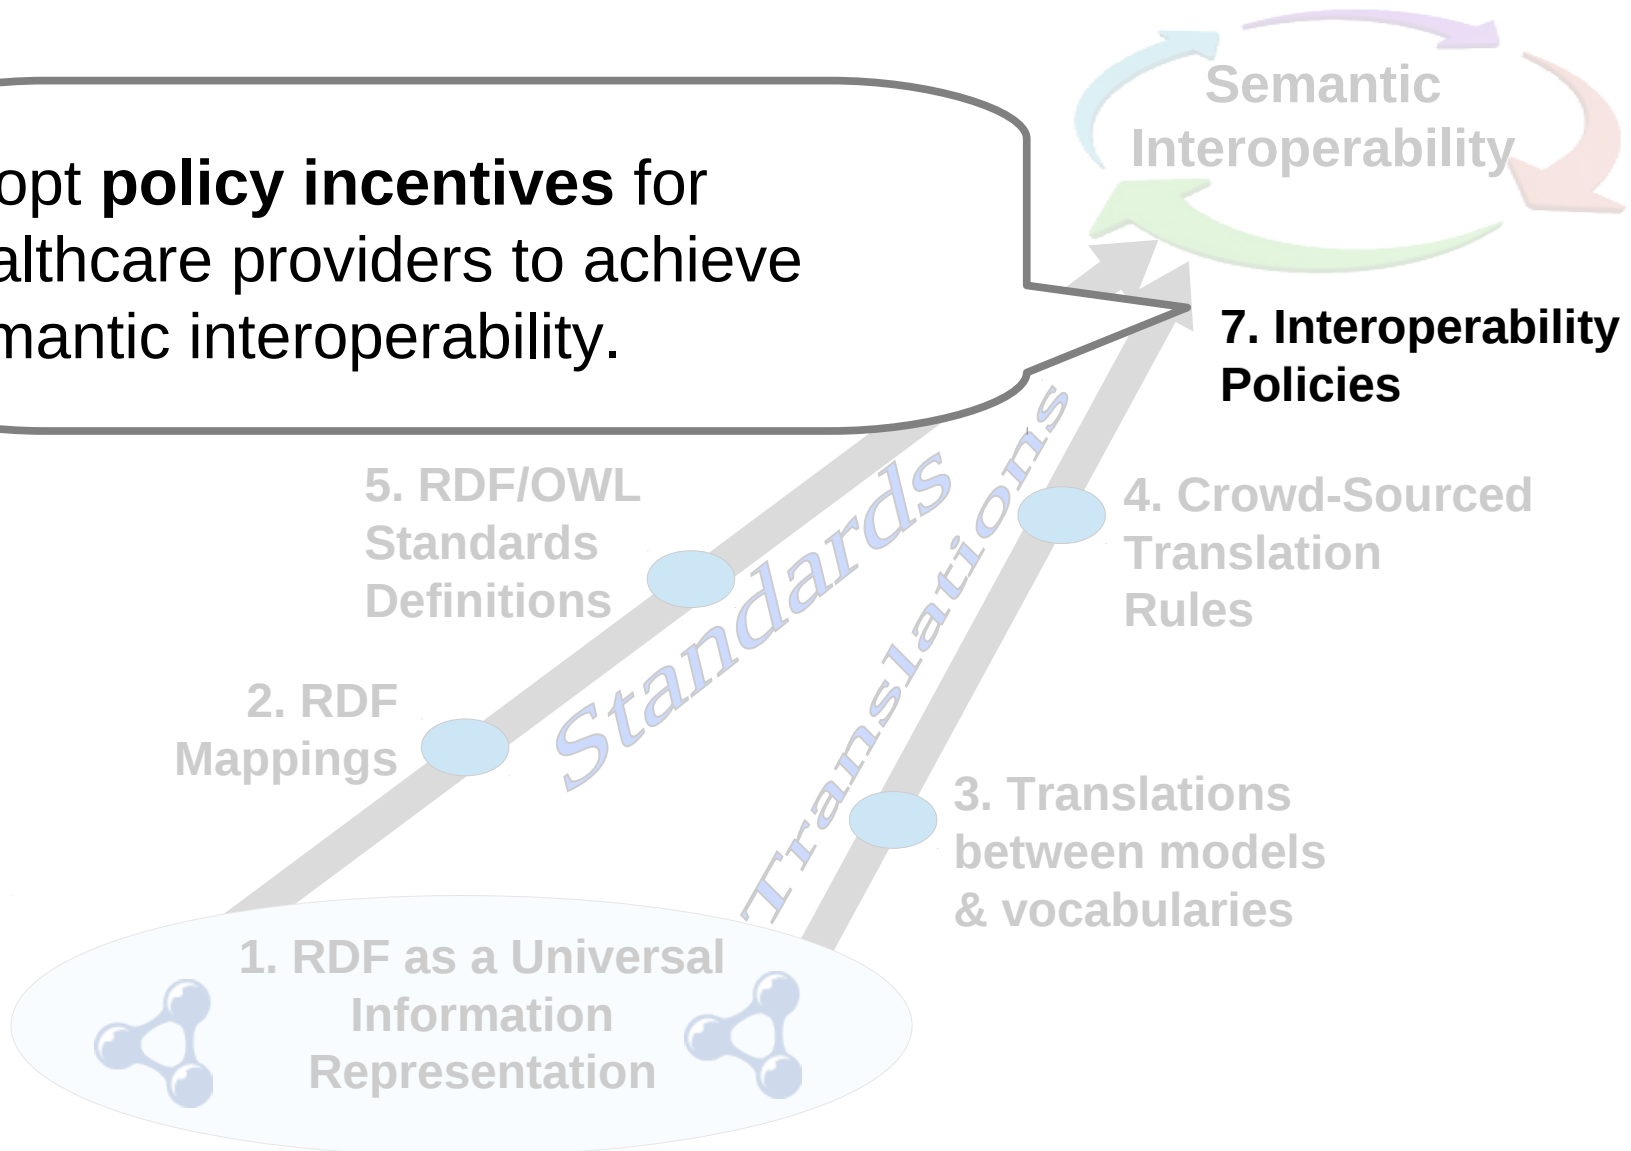 Semantic
Interoperability
opt policy incentives for
althcare providers to achieve
mantic interoperability.
7. Interoperability
Policies
5. RDF/OWL
Standards
Definitions
Standards
Translations
4. Crowd-Sourced
Translation
Rules
2. RDF
Mappings
3. Translations
between models
& vocabularies
1. RDF as a Universal
Information
Representation